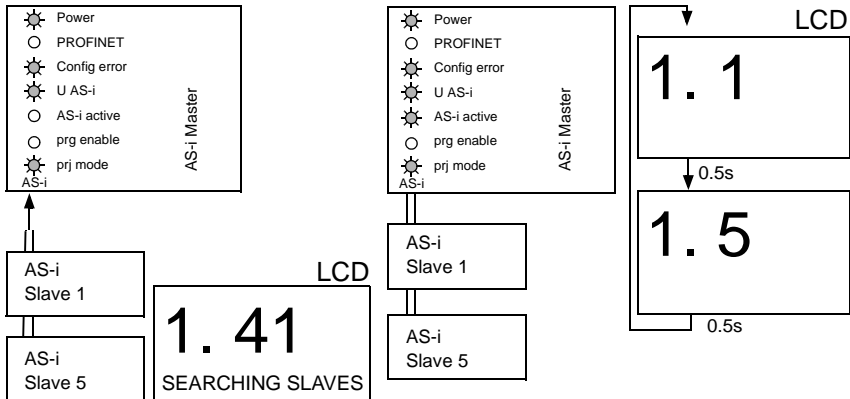 Power
PROFINET
Config error
U AS-i
AS-i active
prg enable
prj mode
AS-i
AS-i Master
AS-i
Slave 1
AS-i
Slave 5
LCD
1. 41
SEARCHING SLAVES
Power
PROFINET
Config error
U AS-i
AS-i active
prg enable
prj mode
AS-i
AS-i Master
AS-i
Slave 1
AS-i
Slave 5
LCD
1. 1
0.5s
1. 5
0.5s